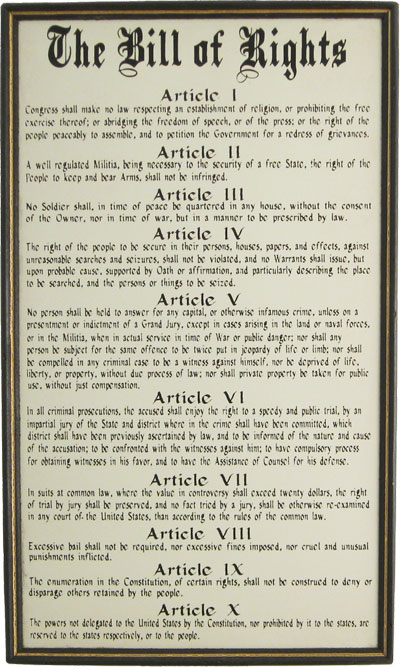 The Bill of Rights
Article I
Congress shall make no law respecting an establishment of religion, or prohibiting the free
exercise thereof; or abridging the freedom of speech, or of the press; or the right of the
people peaceably to assemble, and to petition the Government for a redress of grievances.
Article II
A well regulated Militia, being necessary to the security of a free State, the right of the
People to keep and bear Arms, shall not be infringed.
Article III
No Soldier shall, in time of peace be quartered in any house, without the consent
of the Owner, nor in time of war, but in a manner to be prescribed by law.
Article IV
The right of the people to be secure in their persons, houses, papers, and effects, against
unreasonable searches and seizures, shall not be violated, and no Warrants shall issue, but
upon probable cause, supported by Oath or affirmation, and particularly describing the place
to be searched, and the persons or things to be seized.
Article V
No person shall be held to answer for any capital, or otherwise infamous crime, unless on a
presentment or indictment of a Grand Jury, except in cases arising in the land or naval forces,
or in the Militia, when in actual service in time of War or public danger; nor shall any
person be subject for the same offence to be twice put in jeopardy of life or limb; nor shall
be compelled in any criminal case to be a witness against himself, nor be deprived of life,
liberty, or property, without due process of law; nor shall private property be taken for public
use, without just compensation.
Article VI
In all criminal prosecutions, the accused shall enjoy the right to a speedy and public trial, by an
impartial jury of the State and district where in the crime shall have been committed, which
district shall have been previously ascertained by law, and to be informed of the nature and cause
of the accusation; to be confronted with the witnesses against him; to have compulsory process
for obtaining witnesses in his favor, and to have the Assistance of Counsel for his defense.
Article VII
In suits at common law, where the value in controversy shall exceed twenty dollars, the right
of trial by jury shall be preserved, and no fact tried by a jury, shall be otherwise re-examined
in any court of the United States, than according to the rules of the common law.
Article VIII
Excessive bail shall not be required, nor excessive fines imposed, nor cruel and unusual
punishments inflicted.
Article IX
The enumeration in the Constitution, of certain rights, shall not be construed to deny or
disparage others retained by the people.
Article X
The powers not delegated to the United States by the Constitution, nor prohibited by it to the states, are
reserved to the states respectively, or to the people.